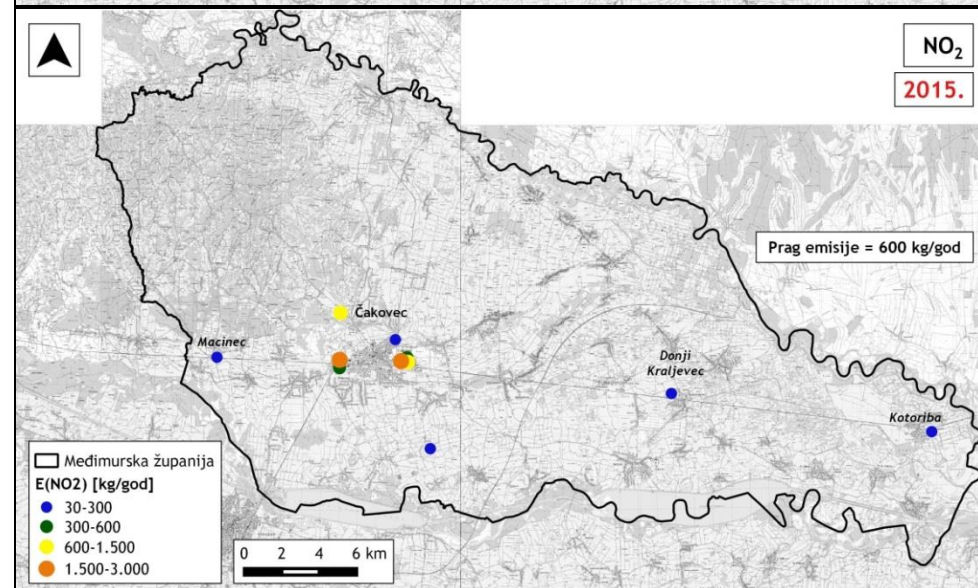 NO₂
2015.
Prag emisije = 600 kg/god
Čakovec
Macinec
Donji
Kraljevec
Kotoriba
Međimurska županija
E(NO2) [kg/god]
30-300
300-600
600-1.500
1.500-3.000
0 2 4 6 km